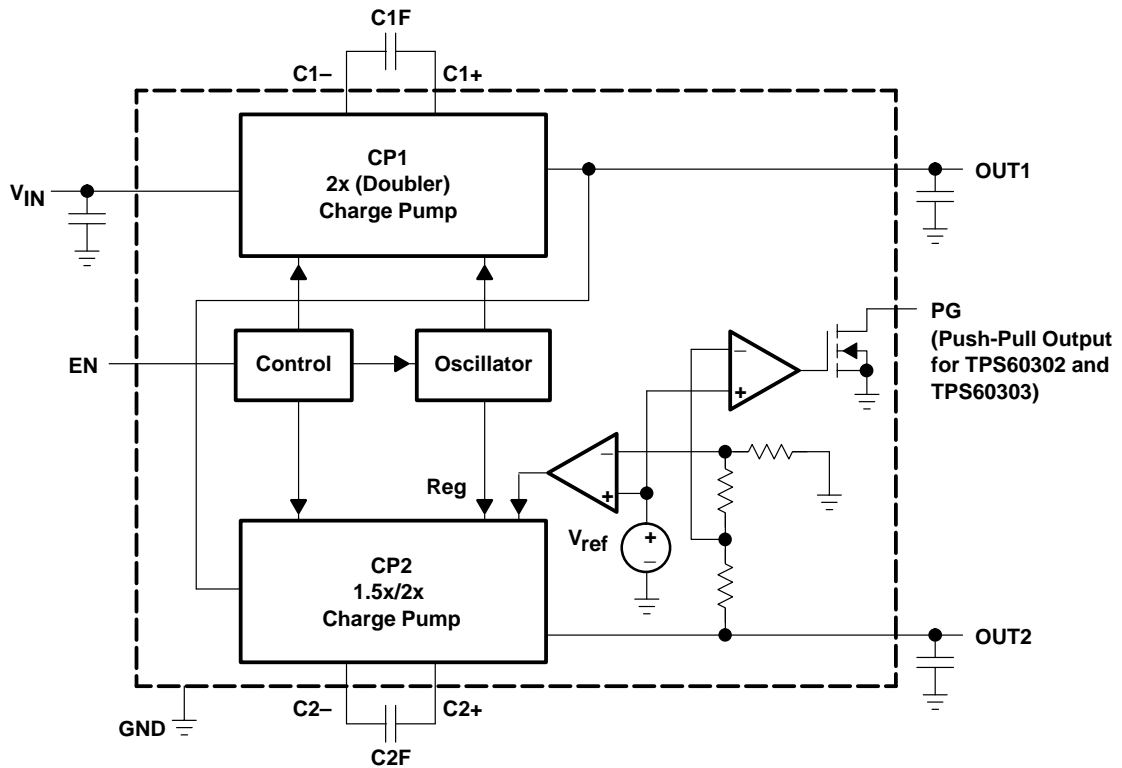 C1F
C1–
C1+
CP1
2x (Doubler)
Charge Pump
VIN
OUT1
PG
(Push-Pull Output
for TPS60302 and
TPS60303)
EN
Control
Oscillator
–
+
–
+
Reg
Vref
+
–
CP2
1.5x/2x
Charge Pump
OUT2
GND
C2–
C2+
C2F